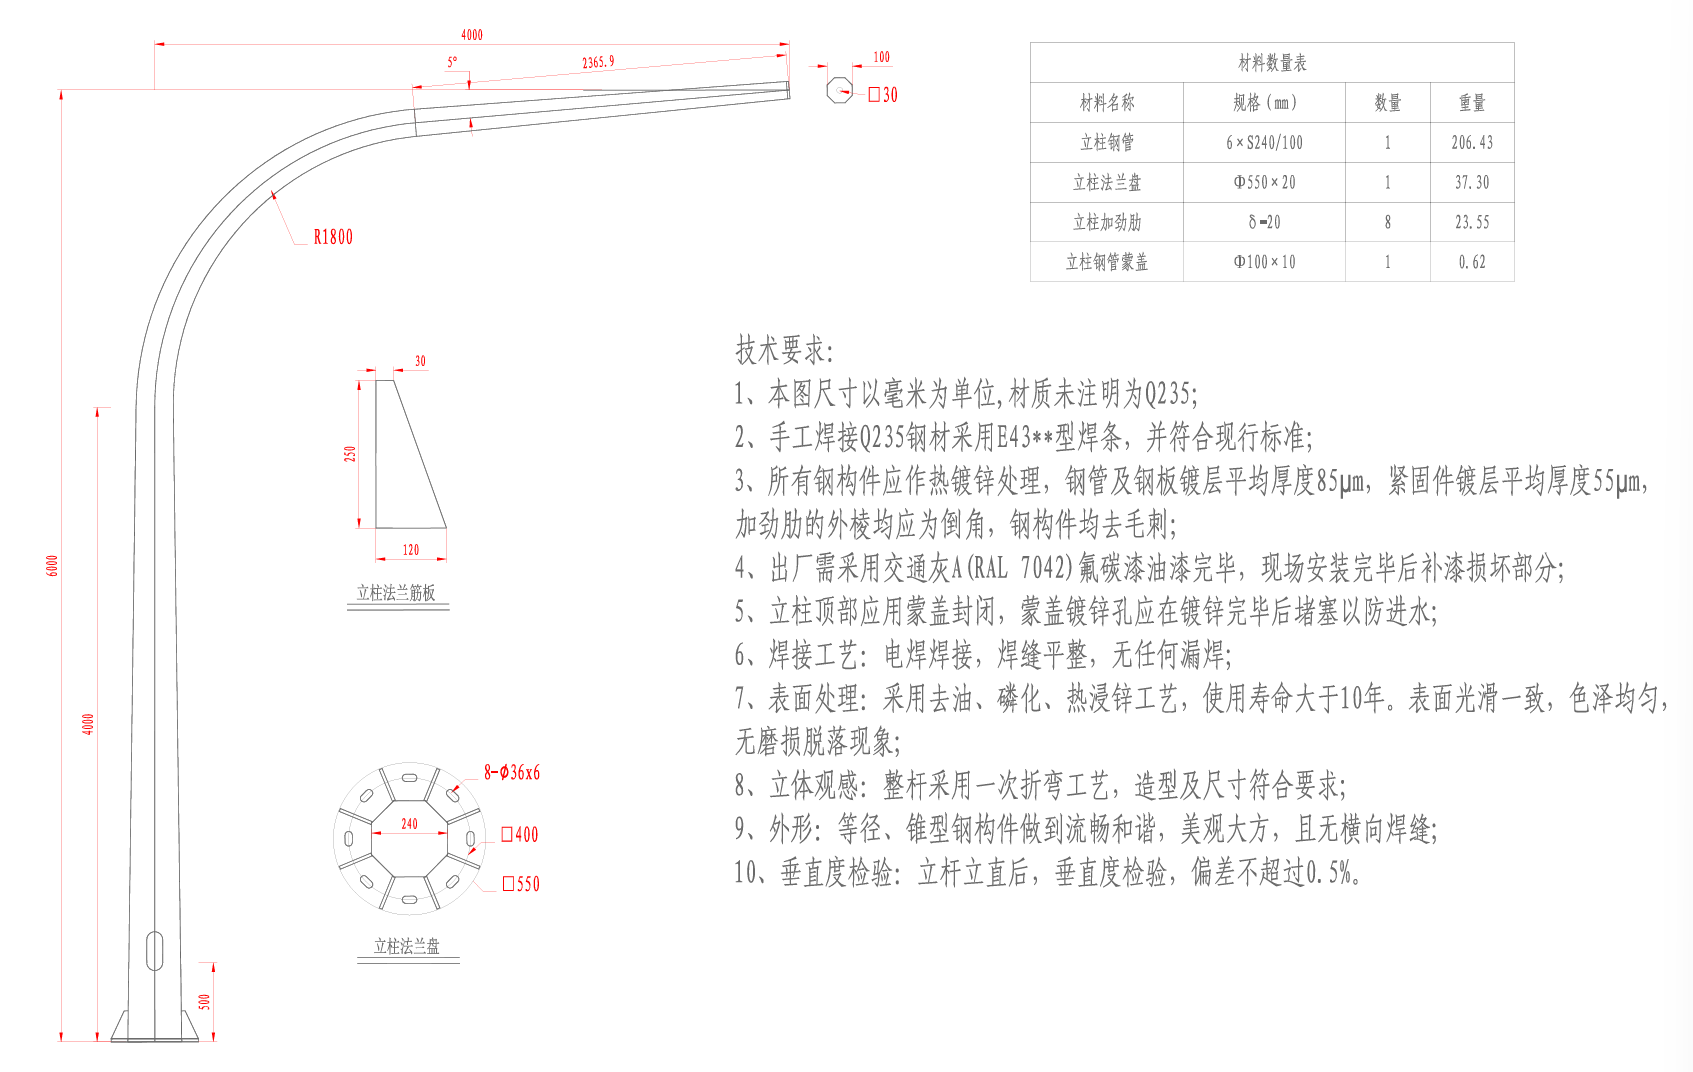 4000
5°
2365.9
100
□30
R1800
6000
4000
500
30
250
120
立柱法兰筋板
8-ϕ36x6
240
□400
□550
立柱法兰盘
材料数量表
材料名称 规格(mm) 数量 重量
立柱钢管 6×S240/100 1 206.43
立柱法兰盘 Φ550×20 1 37.30
立柱加劲肋 δ-20 8 23.55
立柱钢管蒙盖 Φ100×10 1 0.62
技术要求:
1、本图尺寸以毫米为单位,材质未注明为Q235;
2、手工焊接Q235钢材采用E43**型焊条，并符合现行标准;
3、所有钢构件应作热镀锌处理，钢管及钢板镀层平均厚度85μm，紧固件镀层平均厚度55μm，
加劲肋的外棱均应为倒角，钢构件均去毛刺;
4、出厂需采用交通灰A(RAL 7042)氟碳漆油漆完毕，现场安装完毕后补漆损坏部分;
5、立柱顶部应用蒙盖封闭，蒙盖镀锌孔应在镀锌完毕后堵塞以防进水;
6、焊接工艺: 电焊焊接，焊缝平整，无任何漏焊;
7、表面处理: 采用去油、磷化、热浸锌工艺，使用寿命大于10年。表面光滑一致，色泽均匀，
无磨损脱落现象;
8、立体观感: 整杆采用一次折弯工艺，造型及尺寸符合要求;
9、外形: 等径、锥型钢构件做到流畅和谐，美观大方，且无横向焊缝;
10、垂直度检验: 立杆立直后，垂直度检验，偏差不超过0.5%。